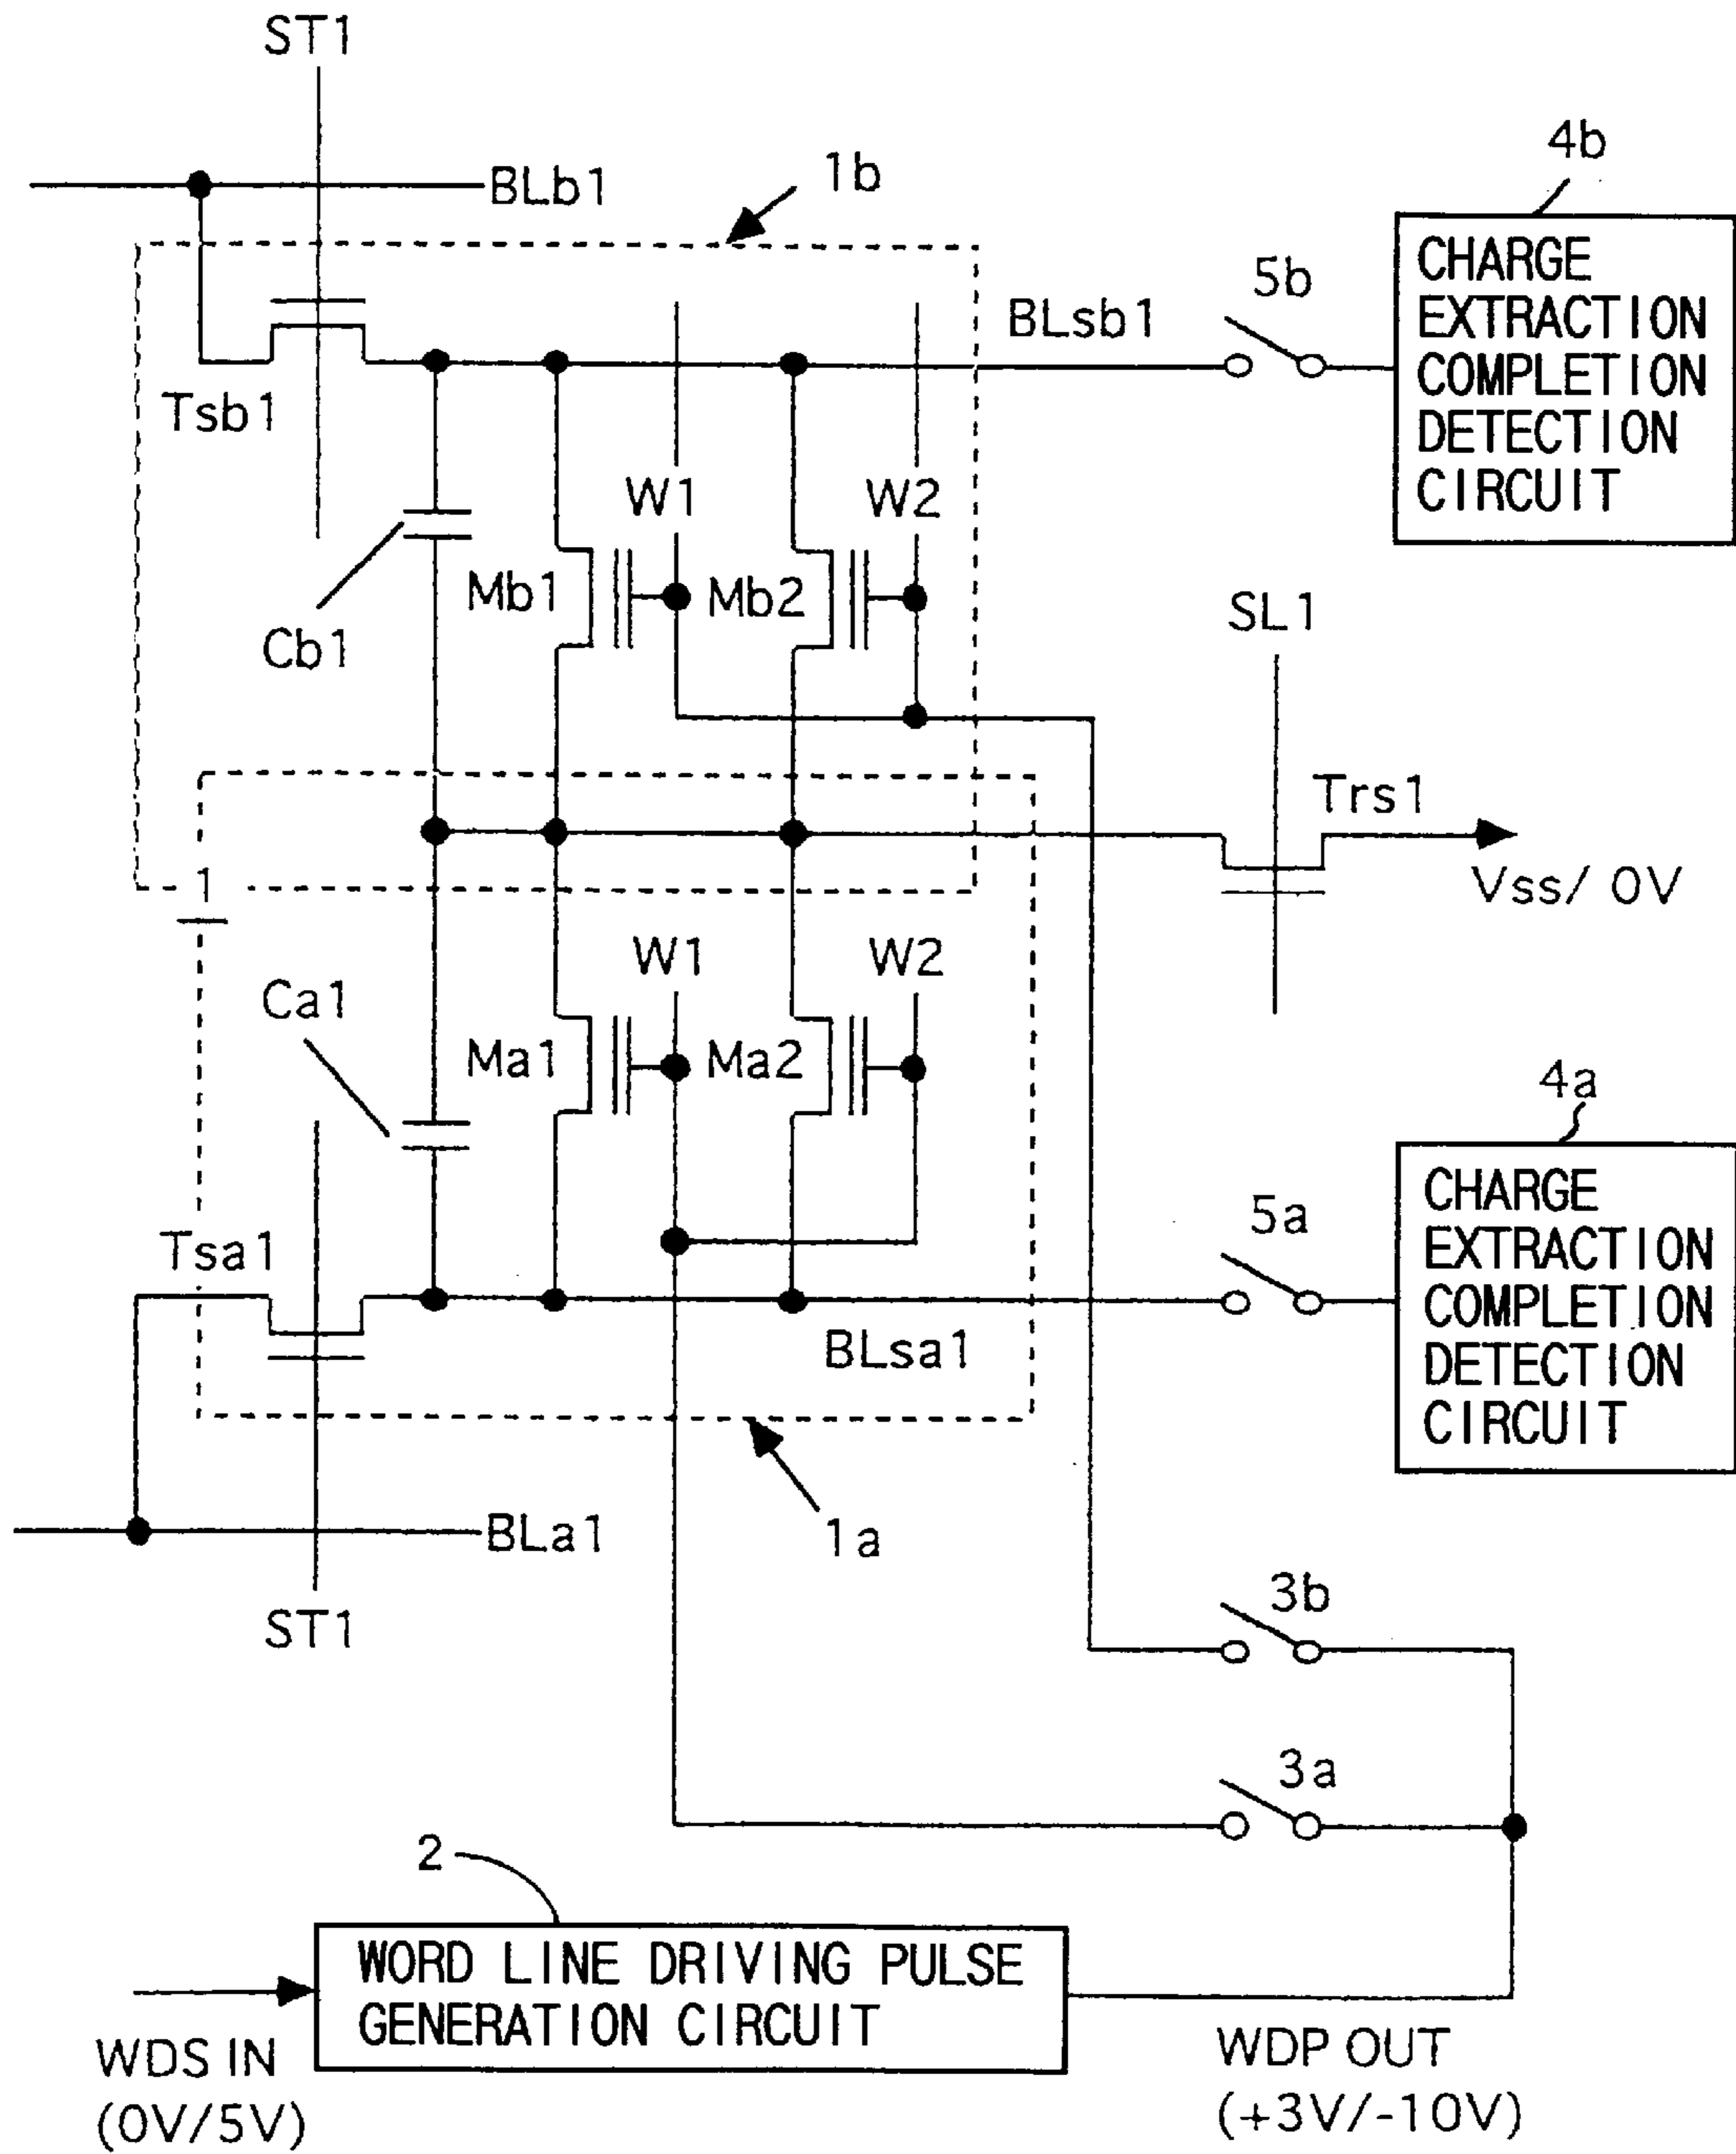 ST1
4b
1b
BLb1
CHARGE
EXTRACTION
COMPLETION
DETECTION
CIRCUIT
5b
BLsb1
Tsb1
W1
W2
Mb1
Mb2
SL1
Cb1
Trs1
1
Vss/ 0V
W1
W2
Ca1
Ma1
Ma2
4a
CHARGE
EXTRACTION
COMPLETION
DETECTION
CIRCUIT
5a
Tsa1
BLsa1
BLa1
1a
3b
ST1
3a
2
WORD LINE DRIVING PULSE
GENERATION CIRCUIT
WDS IN
(0V/5V)
WDP OUT
(+3V/-10V)